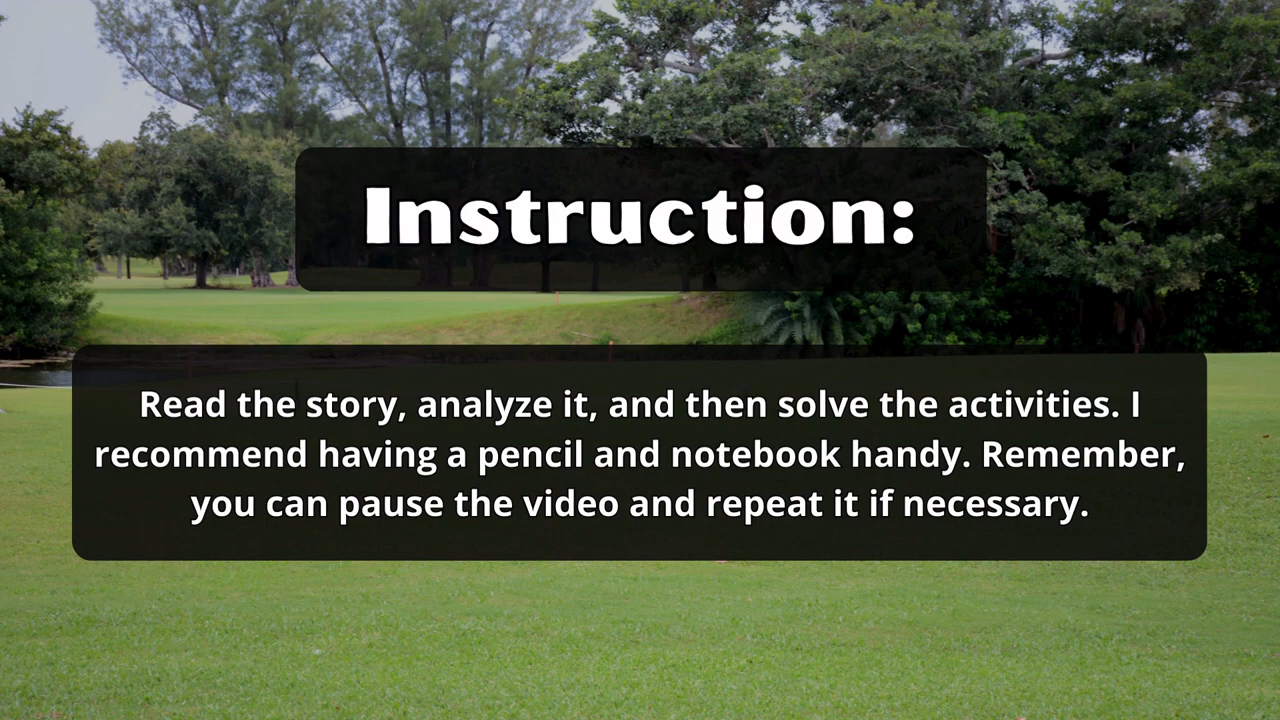 Instruction:
Read the story, analyze it, and then solve the activities. I
recommend having a pencil and notebook handy. Remember,
you can pause the video and repeat it if necessary.